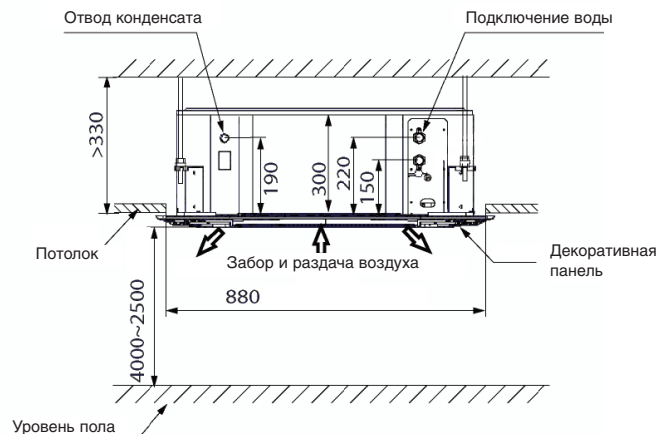 Отвод конденсата
Подключение воды
>330
190
300
220
150
Потолок
Забор и раздача воздуха
Декоративная
панель
880
4000~2500
Уровень пола